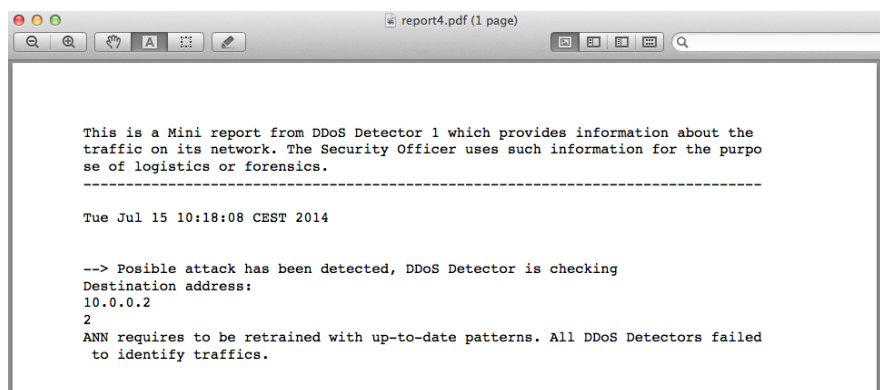 report4.pdf (1 page)
A
This is a Mini report from DDoS Detector 1 which provides information about the
traffic on its network. The Security Officer uses such information for the purpo
se of logistics or forensics.
--------------------------------------------------------------------------------
Tue Jul 15 10:18:08 CEST 2014
--> Posible attack has been detected, DDoS Detector is checking
Destination address:
10.0.0.2
2
ANN requires to be retrained with up-to-date patterns. All DDoS Detectors failed
 to identify traffics.